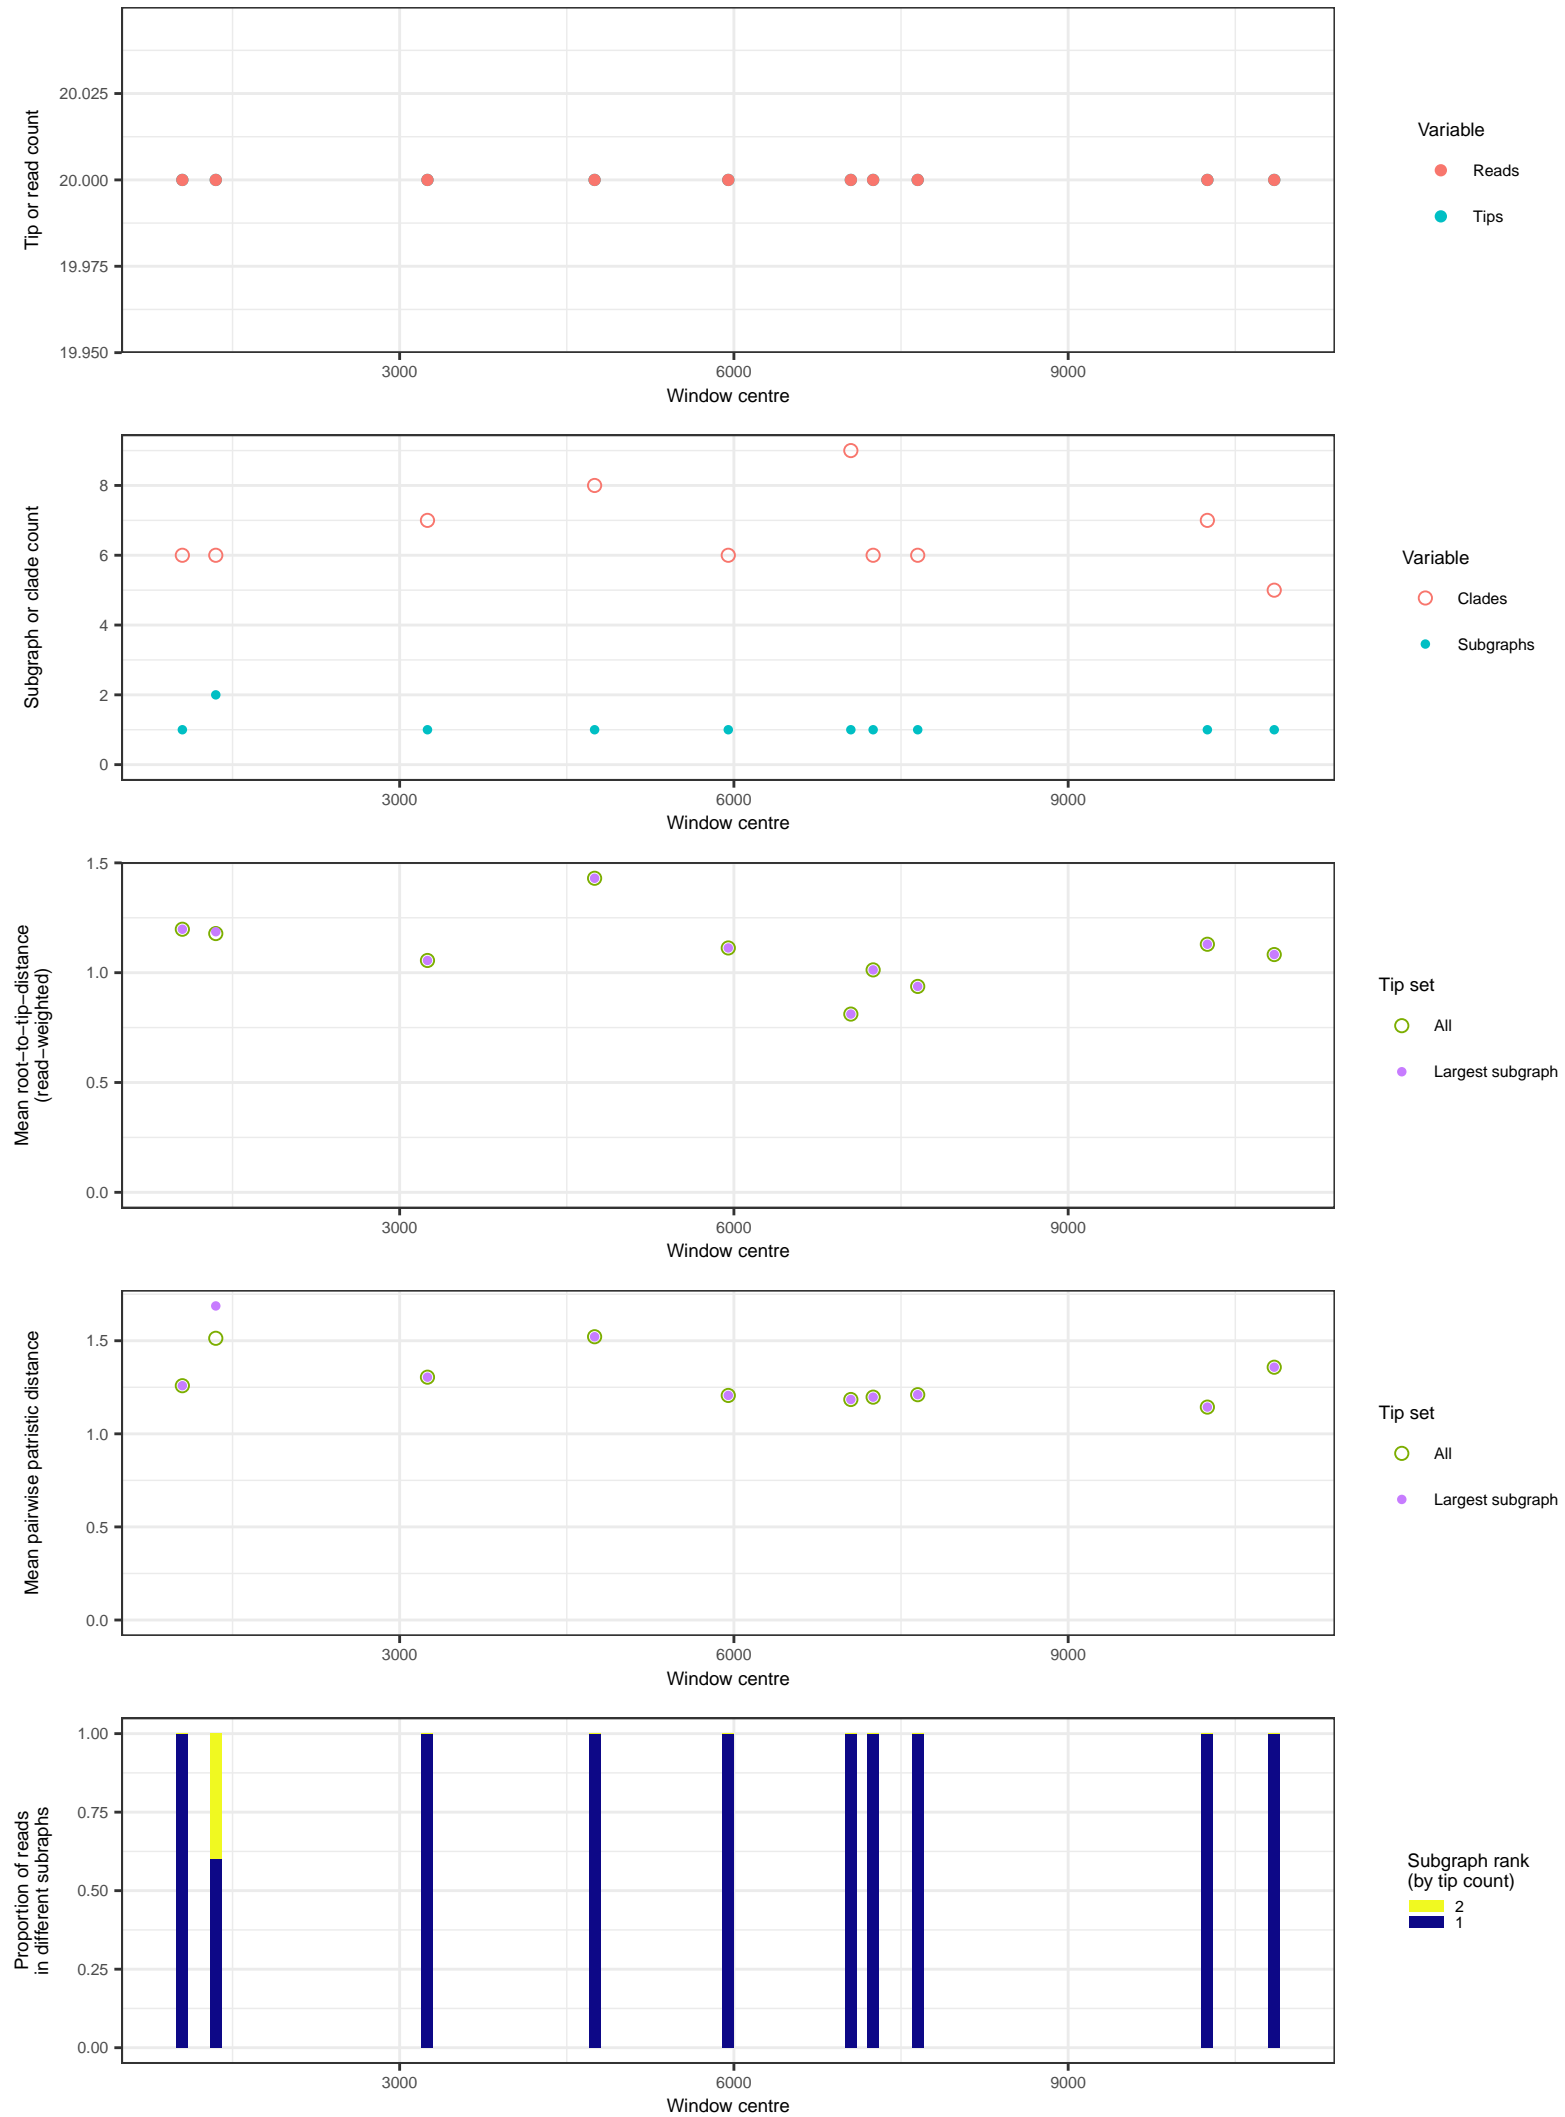 Tip or read count
20.025
20.000
19.975
19.950
3000
6000
9000
Window centre
Variable
Reads
Tips
Subgraph or clade count
8
6
4
2
0
3000
6000
9000
Window centre
Variable
Clades
Subgraphs
Mean root−to−tip−distance
(read−weighted)
1.5
1.0
0.5
0.0
3000
6000
9000
Window centre
Tip set
All
Largest subgraph
Mean pairwise patristic distance
1.5
1.0
0.5
0.0
3000
6000
9000
Window centre
Tip set
All
Largest subgraph
Proportion of reads
in different subraphs
1.00
0.75
0.50
0.25
0.00
3000
6000
9000
Window centre
Subgraph rank
(by tip count)
2
1